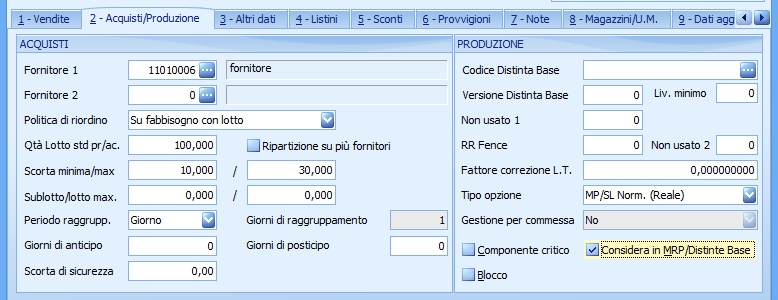 1 - Vendite 2 - Acquisti/Produzione 3 - Altri dati 4 - Listini 5 - Sconti 6 - Provvigioni 7 - Note 8 - Magazzini/U.M. 9 - Dati agg
ACQUISTI
Fornitore 1 11010006 fornitore
Fornitore 2 0
Politica di riordino Su fabbisogno con lotto
Qtà Lotto std pr/ac. 100,000 Ripartizione su più fornitori
Scorta minima/max 10,000 / 30,000
Sublotto/lotto max. 0,000 / 0,000
Periodo raggrupp. Giorno Giorni di raggruppamento 1
Giorni di anticipo 0 Giorni di posticipo 0
Scorta di sicurezza 0,00
PRODUZIONE
Codice Distinta Base
Versione Distinta Base 0 Liv. minimo 0
Non usato 1 0
RR Fence 0 Non usato 2 0
Fattore correzione L.T. 0,000000000
Tipo opzione MP/SL Norm. (Reale)
Gestione per commessa No
Componente critico Considera in MRP/Distinte Base
Blocco